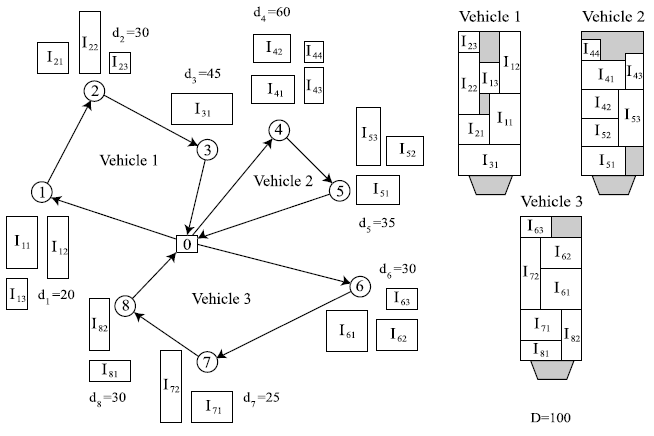 d₄=60
Vehicle 1
Vehicle 2
I₂₂
d₂=30
I₂₁
I₂₃
I₄₂
I₄₄
I₄₁
I₄₃
d₃=45
I₃₁
I₂₃
I₁₂
I₂₂
I₁₃
I₂₁
I₁₁
I₃₁
I₄₄
I₄₁
I₄₃
I₄₂
I₅₃
I₅₂
I₅₁
2
3
4
5
Vehicle 1
Vehicle 2
I₅₃
I₅₂
I₅₁
d₅=35
1
0
I₁₁
I₁₂
I₁₃
d₁=20
Vehicle 3
Vehicle 3
6
d₆=30
I₆₃
I₆₁
I₆₂
8
7
I₈₂
I₈₁
d₈=30
I₇₂
I₇₁
d₇=25
I₆₃
I₆₂
I₇₂
I₆₁
I₇₁
I₈₂
I₈₁
D=100